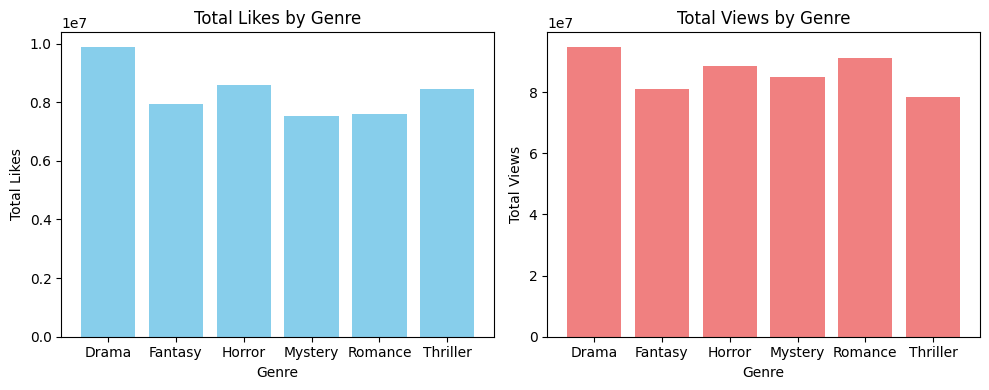 Total Likes by Genre
1e7
Total Likes
1.0
0.8
0.6
0.4
0.2
0.0
Drama Fantasy Horror Mystery Romance Thriller
Genre
Total Views by Genre
1e7
Total Views
8
6
4
2
0
Drama Fantasy Horror Mystery Romance Thriller
Genre